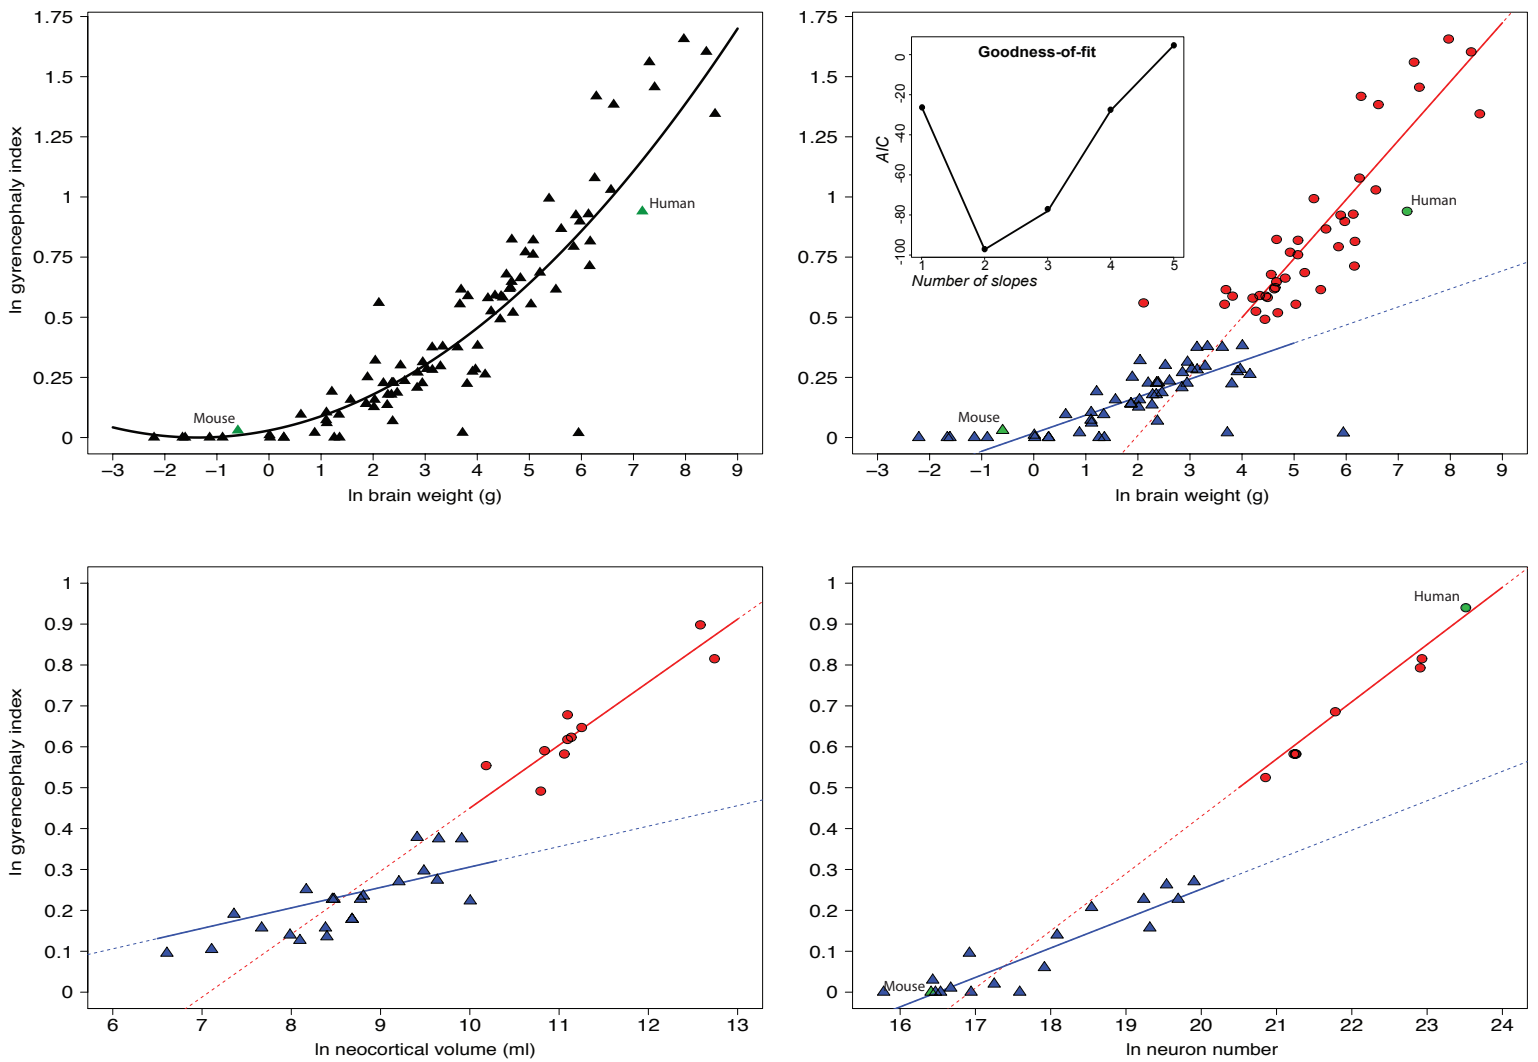 1.75
1.5
1.25
1
0.75
0.5
0.25
0
ln gyrencephaly index
Human
Mouse
−3 −2 −1 0 1 2 3 4 5 6 7 8 9
ln brain weight (g)
1.75
1.5
1.25
1
0.75
0.5
0.25
0
Goodness-of-fit
0
-20
-40
-60
-80
-100
AIC
1 2 3 4 5
Number of slopes
Human
Mouse
−3 −2 −1 0 1 2 3 4 5 6 7 8 9
ln brain weight (g)
1
0.9
0.8
0.7
0.6
0.5
0.4
0.3
0.2
0.1
0
ln gyrencephaly index
6 7 8 9 10 11 12 13
ln neocortical volume (ml)
1
0.9
0.8
0.7
0.6
0.5
0.4
0.3
0.2
0.1
0
Human
Mouse
16 17 18 19 20 21 22 23 24
ln neuron number